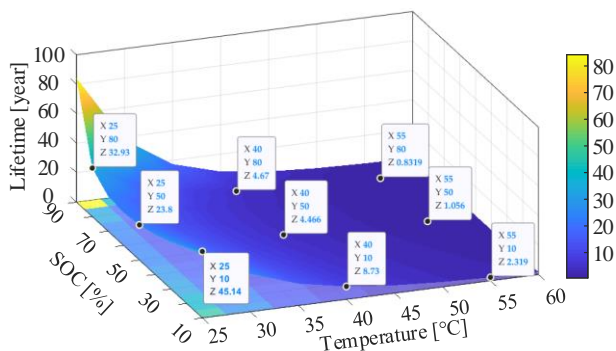 Lifetime [year]
100
80
60
40
20
0
SOC [%]
90
70
50
30
10
Temperature [°C]
25
30
35
40
45
50
55
60
X 25
Y 80
Z 32.93
X 25
Y 50
Z 23.8
X 25
Y 10
Z 45.14
X 40
Y 80
Z 4.67
X 40
Y 50
Z 4.466
X 40
Y 10
Z 8.73
X 55
Y 80
Z 0.8319
X 55
Y 50
Z 1.056
X 55
Y 10
Z 2.319
80
70
60
50
40
30
20
10